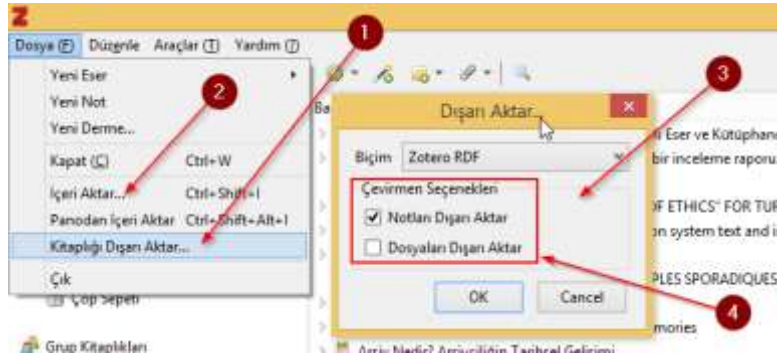 Z
1
Dosya (F) Düzenle Araçlar (T) Yardım (I)
Yeni Eser
2
Yeni Not
3
Yeni Derme...
Dışarı Aktar...
Eser ve Kütüphan
Kapat (C) Ctrl+W
Biçim Zotero RDF
bir inceleme raporu
İçeri Aktar... Ctrl+Shift+I
Çevirmen Seçenekleri
Panodan İçeri Aktar Ctrl+Shift+Alt+I
Notları Dışarı Aktar
OF ETHICS" FOR TUR
Kitaplığı Dışarı Aktar...
Dosyaları Dışarı Aktar
on system text and i
Çık
PLES SPORADIQUES
Çöp Sepeti
OK Cancel
4
mories
Grup Kitaplıkları
Arşiv Nedir? Arşivciliğin Tarihsel Gelişimi